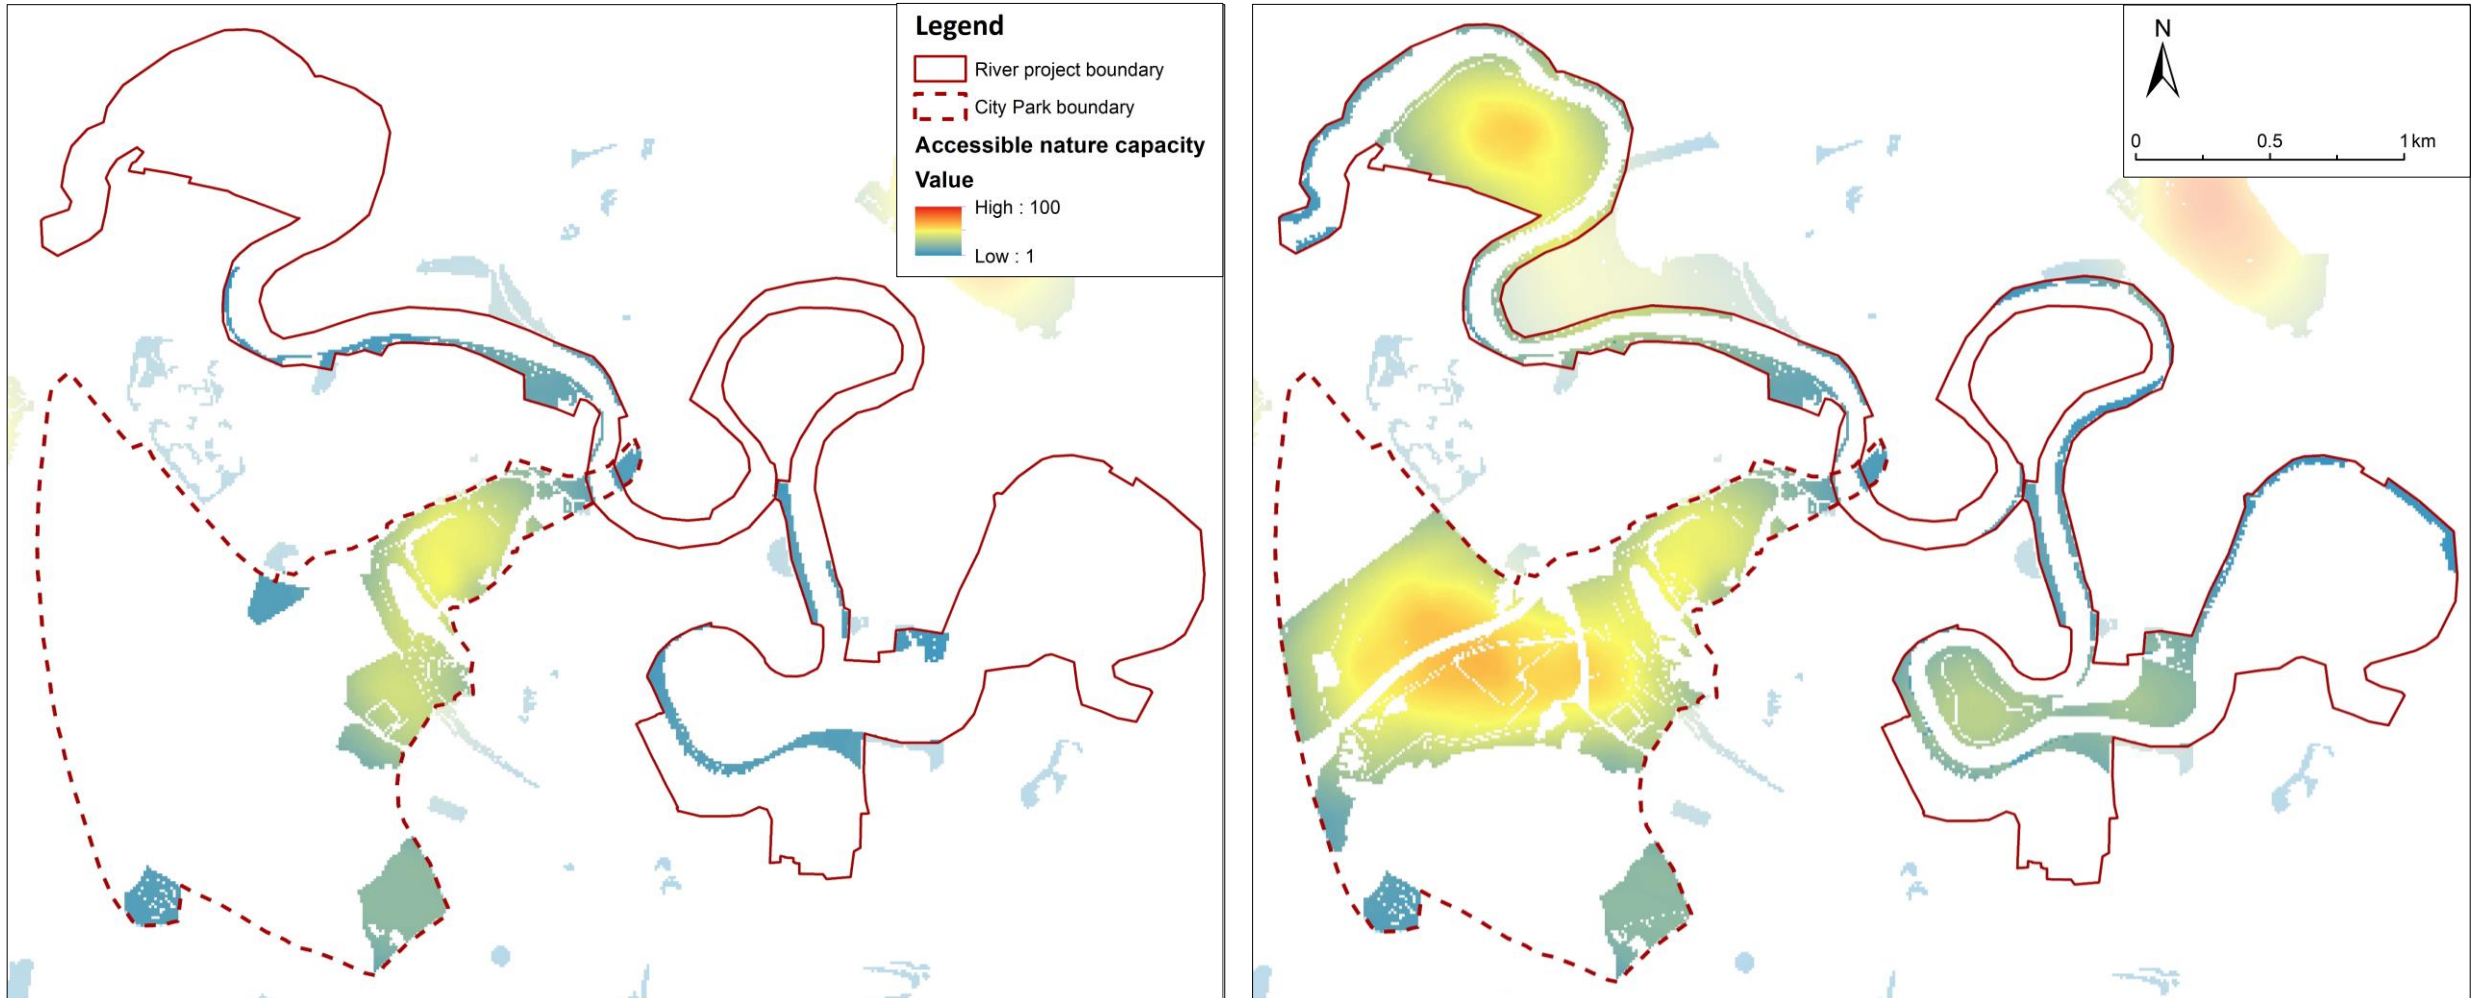 Legend
River project boundary
City Park boundary
Accessible nature capacity
Value
High : 100
Low : 1
N
0 0.5 1 km